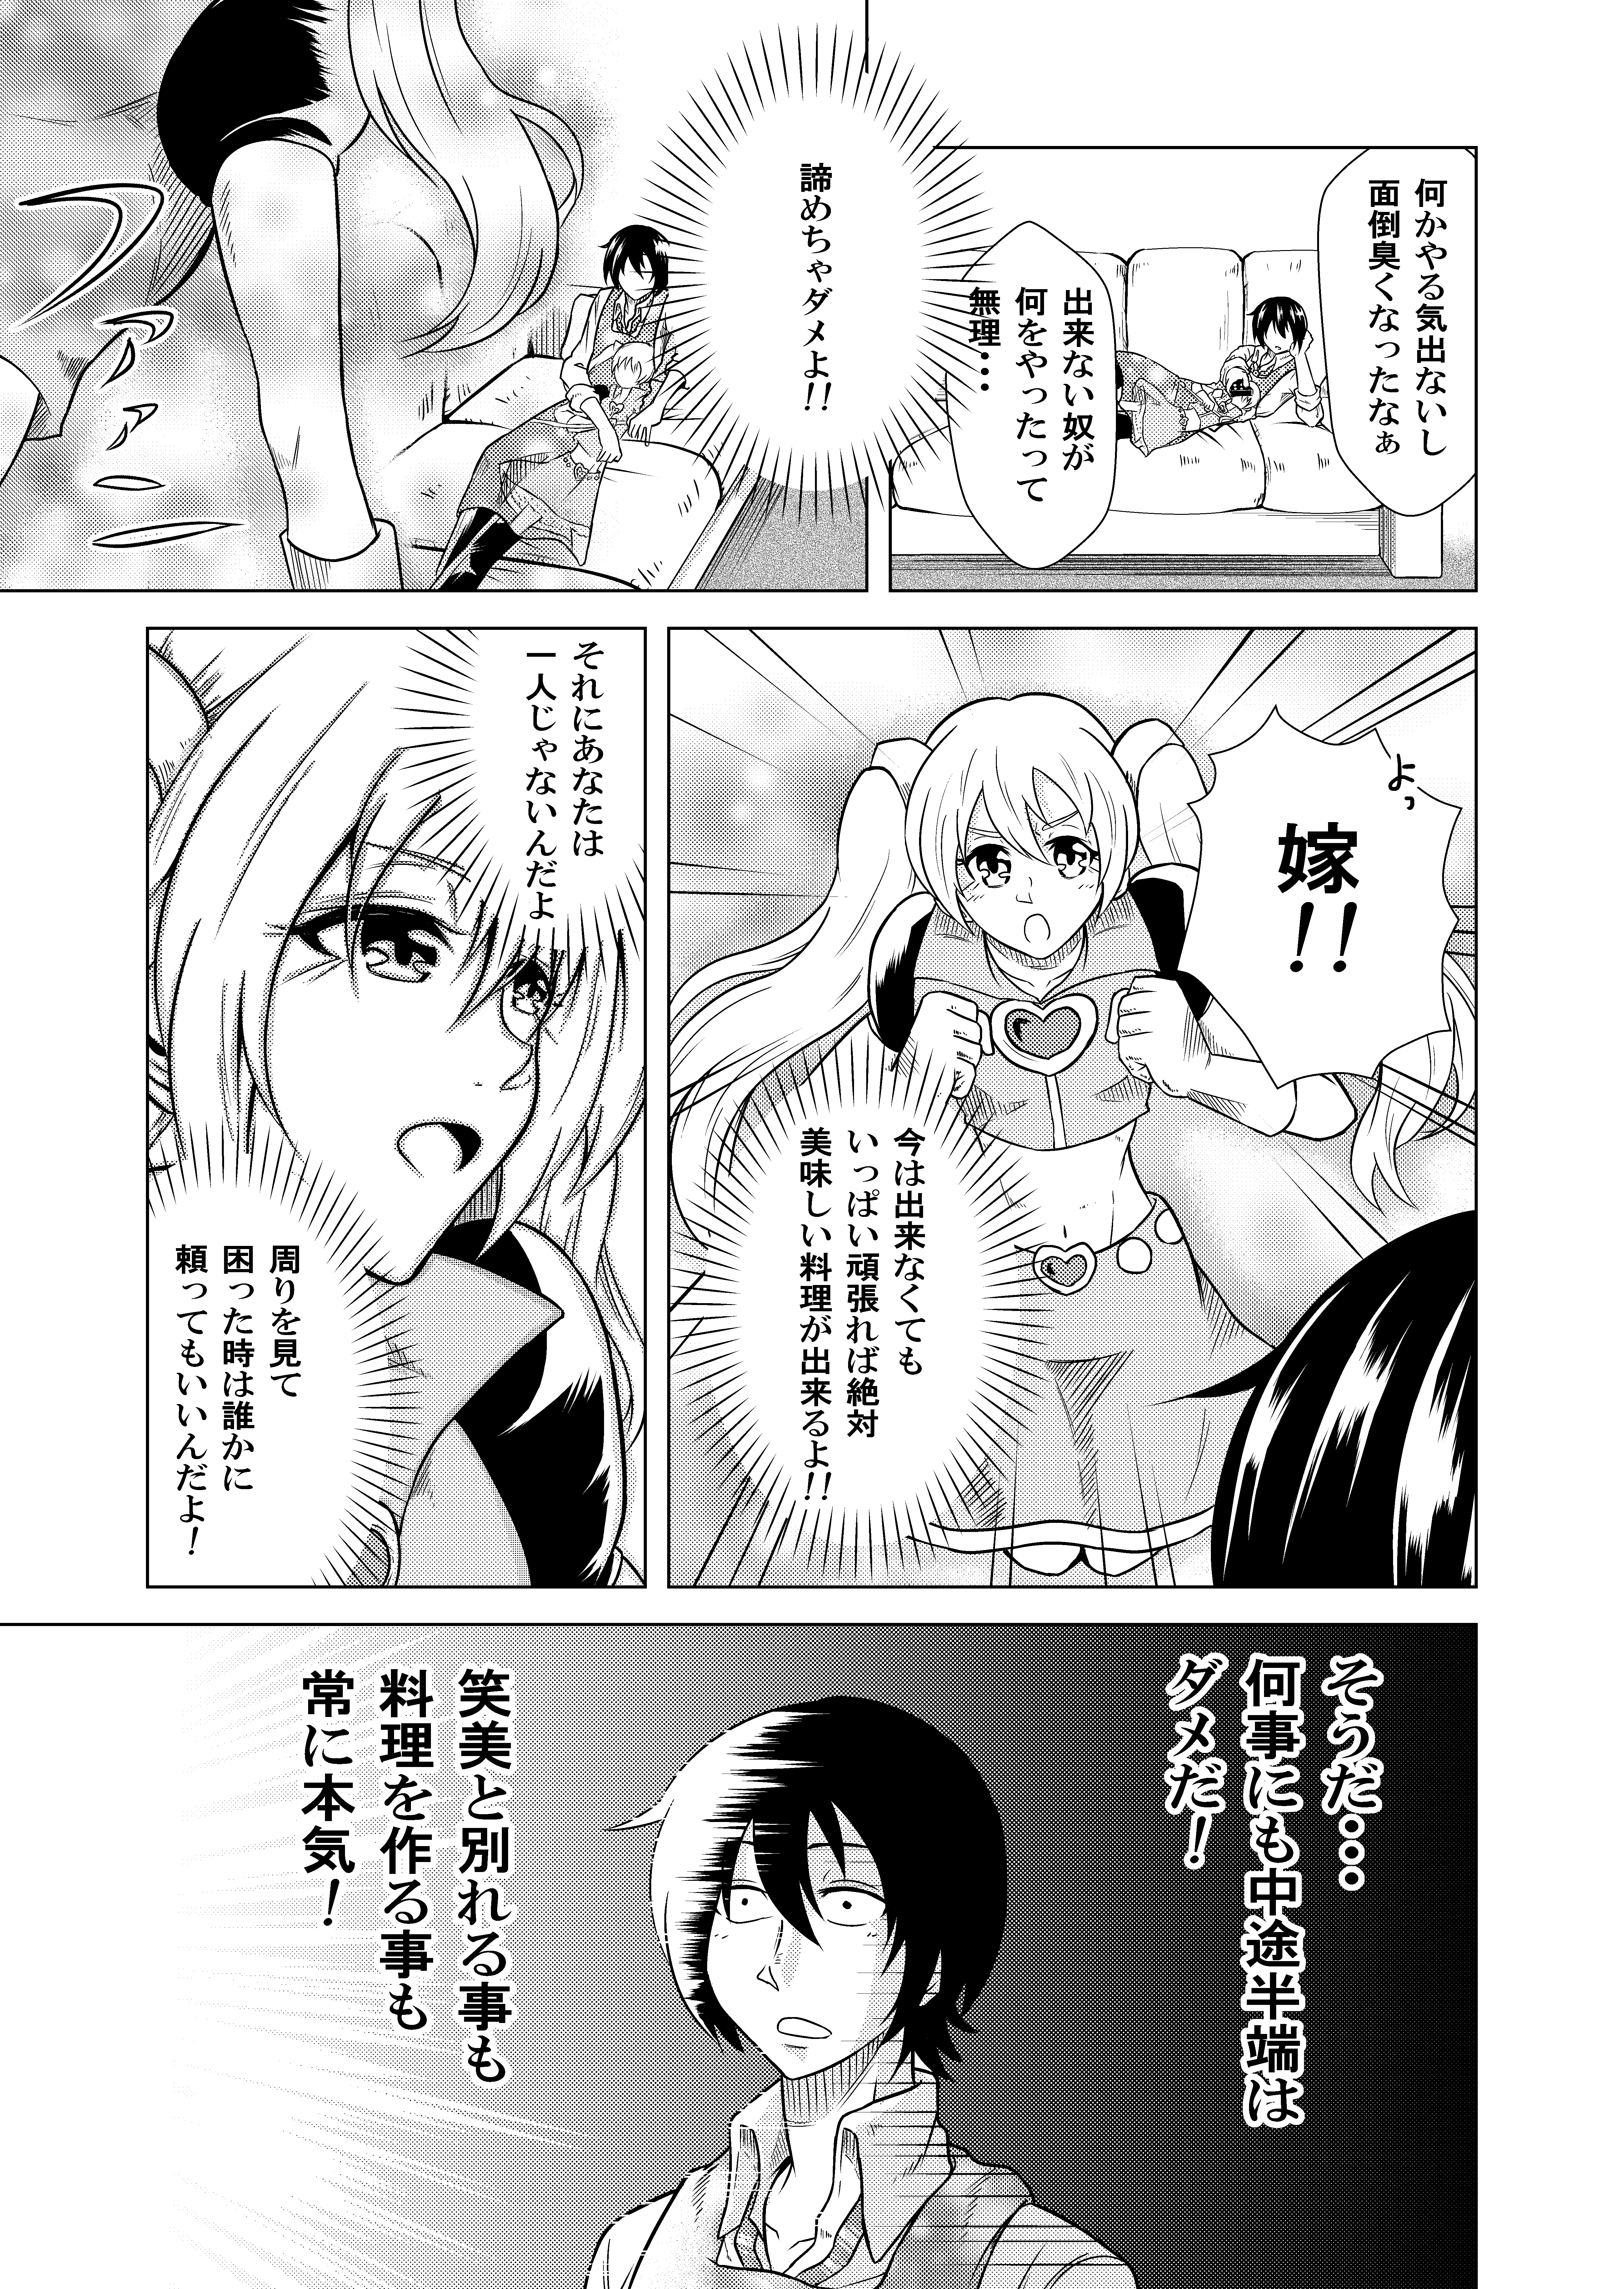 何かやる気出ないし
面倒臭くなったなぁ
出来ない奴が
何をやったって
無理…
諦めちゃダメよ!!
よっ
嫁!!
今は出来なくても
いっぱい頑張れば絶対
美味しい料理が出来るよ!!
それにあなたは
一人じゃないんだよ
周りを見て
困った時は誰かに
頼ってもいいんだよ!
そうだ…
何事にも中途半端は
ダメだ!
笑美と別れる事も
料理を作る事も
常に本気!